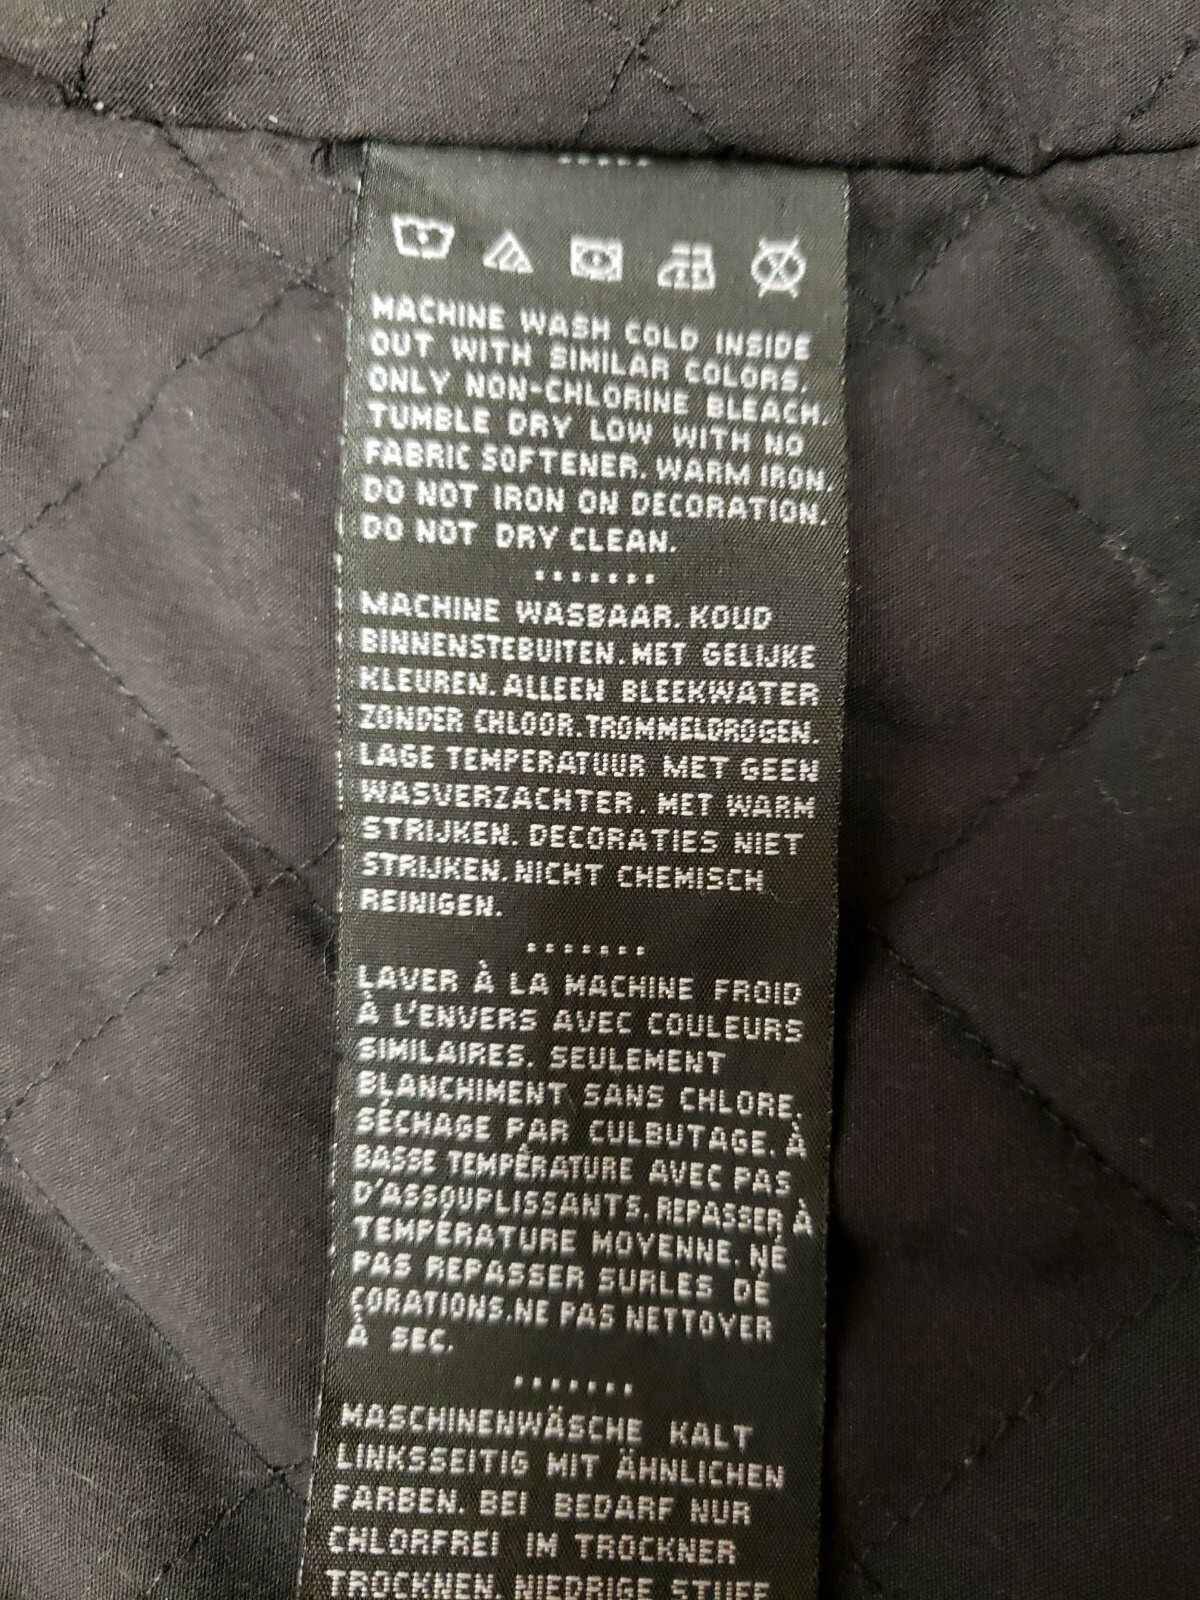 MACHINE WASH COLD INSIDE
OUT WITH SIMILAR COLORS.
ONLY NON-CHLORINE BLEACH.
TUMBLE DRY LOW WITH NO
FABRIC SOFTENER. WARM IRON.
DO NOT IRON ON DECORATION.
DO NOT DRY CLEAN.
MACHINE WASBAAR. KOUD
BINNENSTEBUITEN. MET GELIJKE
KLEUREN. ALLEEN BLEEKWATER
ZONDER CHLOOR. TROMMELDROGEN.
LAGE TEMPERATUUR MET GEEN
WASVERZACHTER. MET WARM
STRIJKEN. DECORATIES NIET
STRIJKEN. NICHT CHEMISCH
REINIGEN.
LAVER À LA MACHINE FROID
À L'ENVERS AVEC COULEURS
SIMILAIRES. SEULEMENT
BLANCHIMENT SANS CHLORE.
SÉCHAGE PAR CULBUTAGE. À
BASSE TEMPÉRATURE AVEC PAS
D'ASSOUPLISSANTS. REPASSER À
TEMPÉRATURE MOYENNE. NE
PAS REPASSER SURLES DÉ
CORATIONS. NE PAS NETTOYER
À SEC.
MASCHINENWÄSCHE KALT
LINKSSEITIG MIT ÄHNLICHEN
FARBEN. BEI BEDARF NUR
CHLORFREI IM TROCKNER
TROCKNEN. NIEDRIGE STUFE